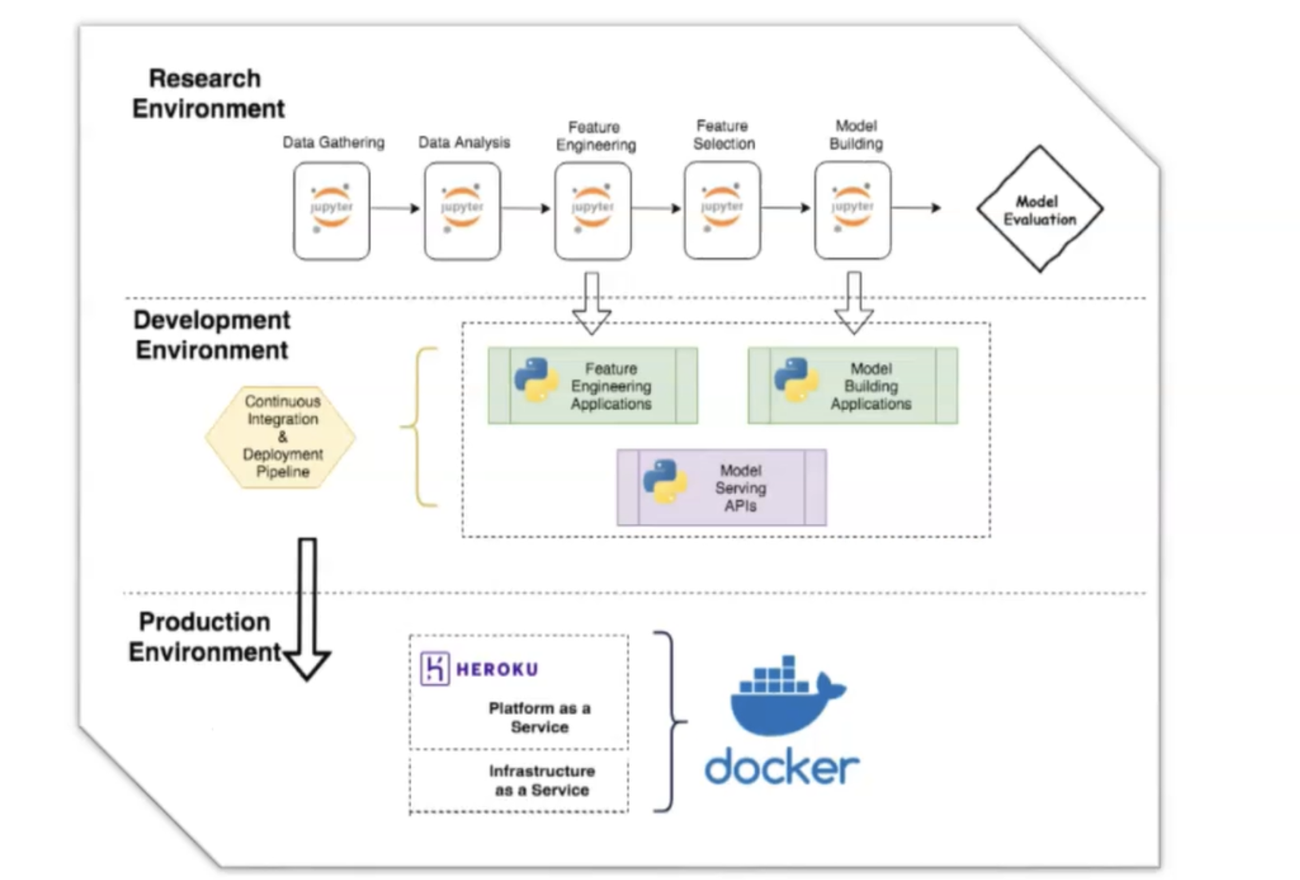 Research
Environment
Data Gathering
Data Analysis
Feature
Engineering
Feature
Selection
Model
Building
jupyter
jupyter
jupyter
jupyter
jupyter
Model
Evaluation
Development
Environment
Continuous
Integration
&
Deployment
Pipeline
Feature
Engineering
Applications
Model
Building
Applications
Model
Serving
APIs
Production
Environment
HEROKU
Platform as a
Service
Infrastructure
as a Service
docker